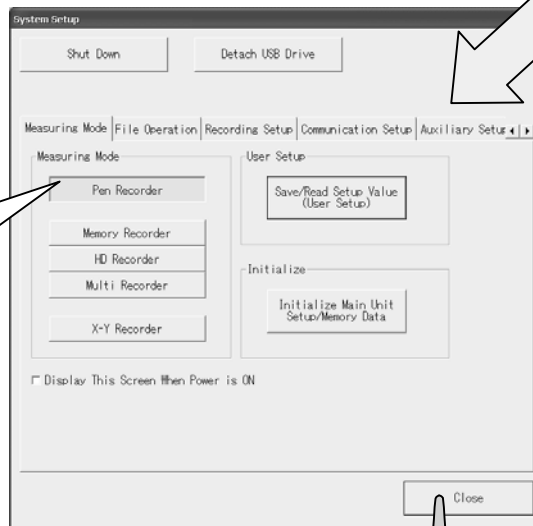 System Setup
Shut Down
Detach USB Drive
Measuring Mode
File Operation
Recording Setup
Communication Setup
Auxiliary Setup
Measuring Mode
Pen Recorder
Memory Recorder
HD Recorder
Multi Recorder
X-Y Recorder
User Setup
Save/Read Setup Value
(User Setup)
Initialize
Initialize Main Unit
Setup/Memory Data
Display This Screen When Power is ON
Close